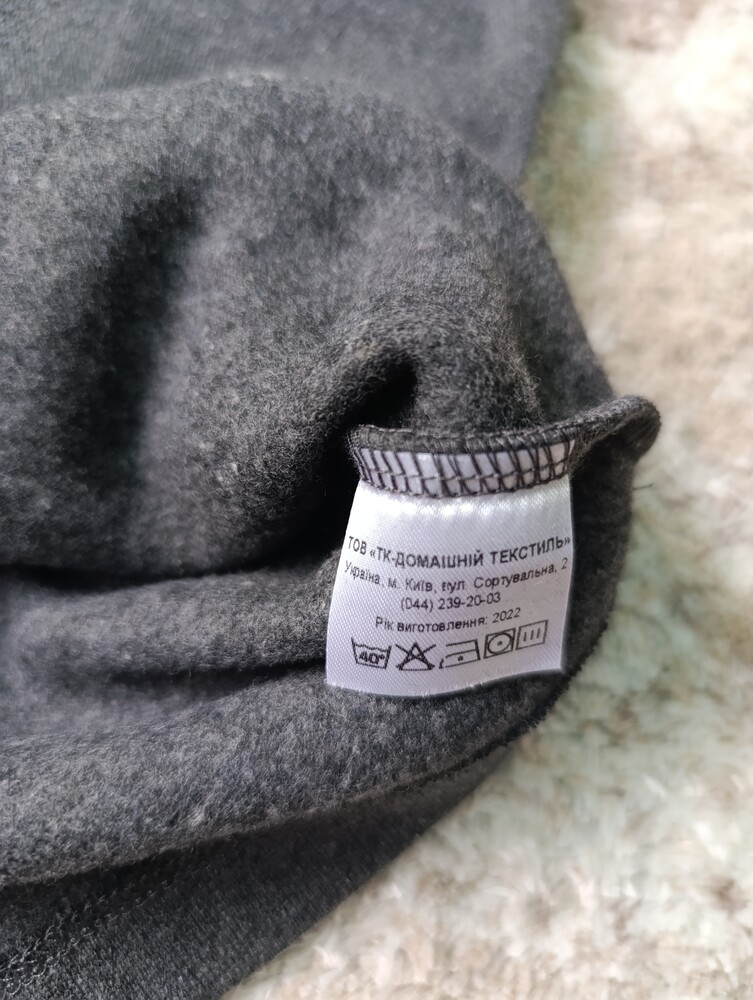 ТОВ «ТК-ДОМАШНІЙ ТЕКСТИЛЬ»
Україна, м. Київ, вул. Сортувальна, 2
(044) 239-20-03
Рік виготовлення: 2022
40°